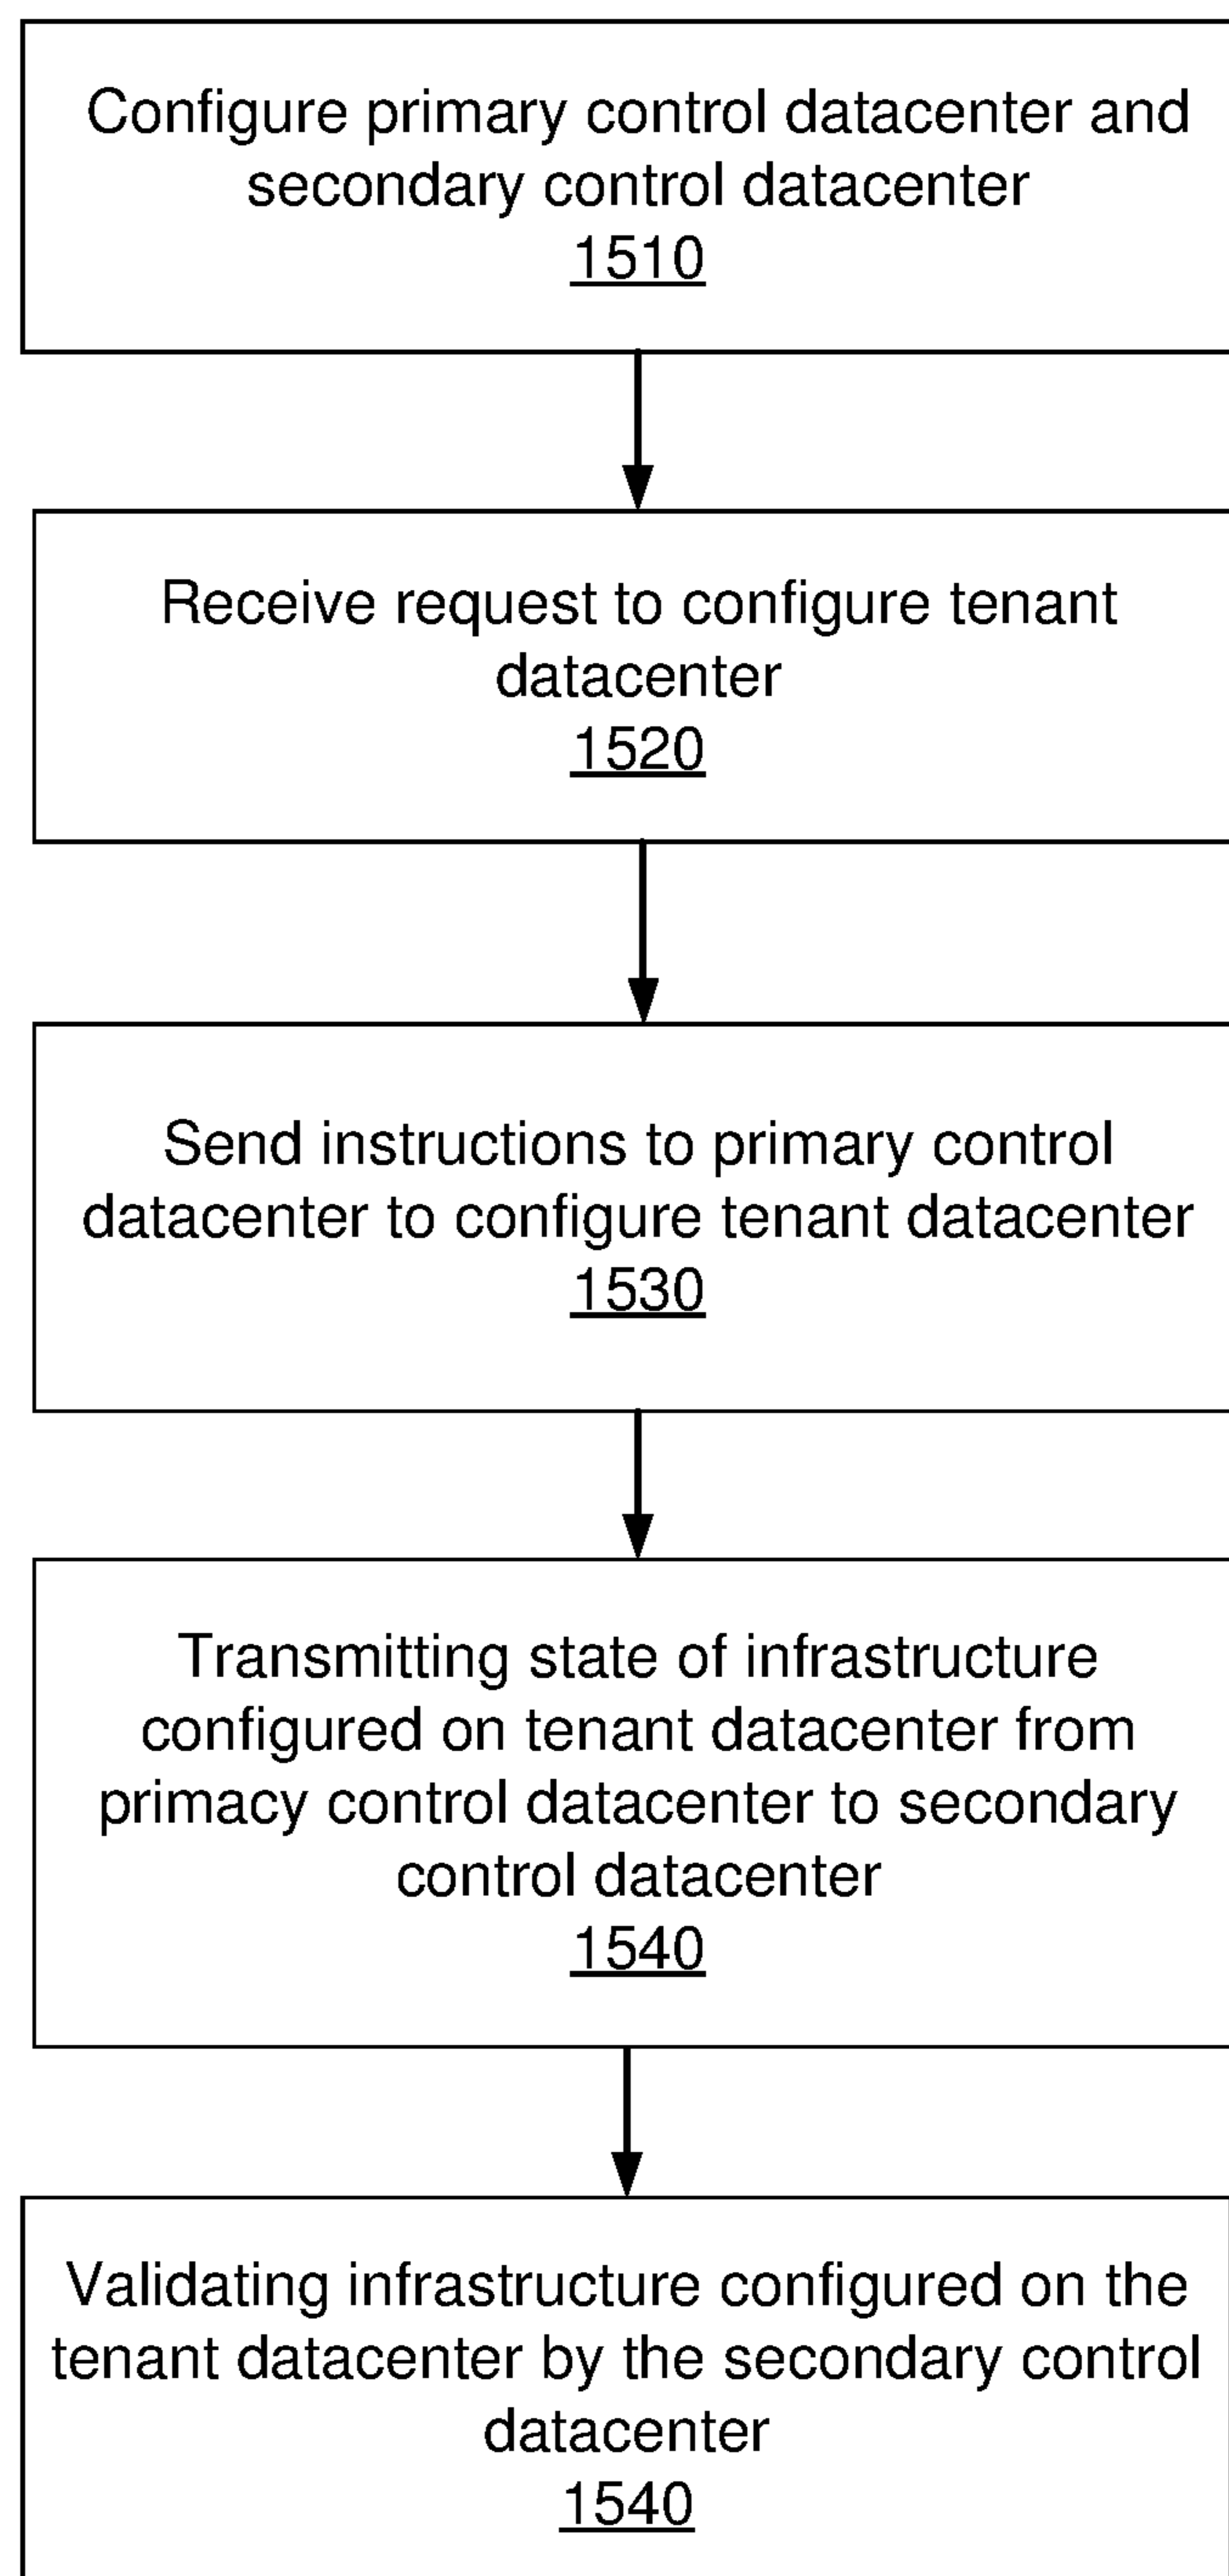 Configure primary control datacenter and
secondary control datacenter
1510
Receive request to configure tenant
datacenter
1520
Send instructions to primary control
datacenter to configure tenant datacenter
1530
Transmitting state of infrastructure
configured on tenant datacenter from
primacy control datacenter to secondary
control datacenter
1540
Validating infrastructure configured on the
tenant datacenter by the secondary control
datacenter
1540